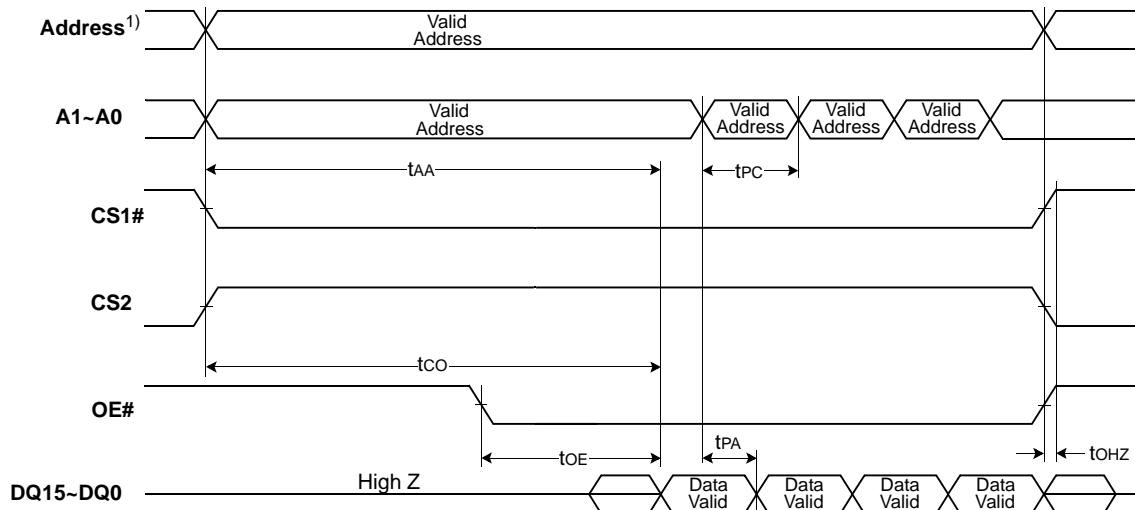 Address1)
Valid
Address
A1~A0
Valid
Address
Valid
Address
Valid
Address
Valid
Address
tAA
tPC
CS1#
CS2
tCO
OE#
tOE
tPA
tOHZ
DQ15~DQ0
High Z
Data
Valid
Data
Valid
Data
Valid
Data
Valid